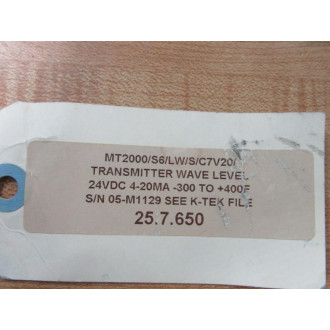 MT2000/S6/LW/S/C7V20
TRANSMITTER WAVE LEVEL
24VDC 4-20MA -300 TO +400F
S/N 05-M1129 SEE K-TEK FILE
25.7.650